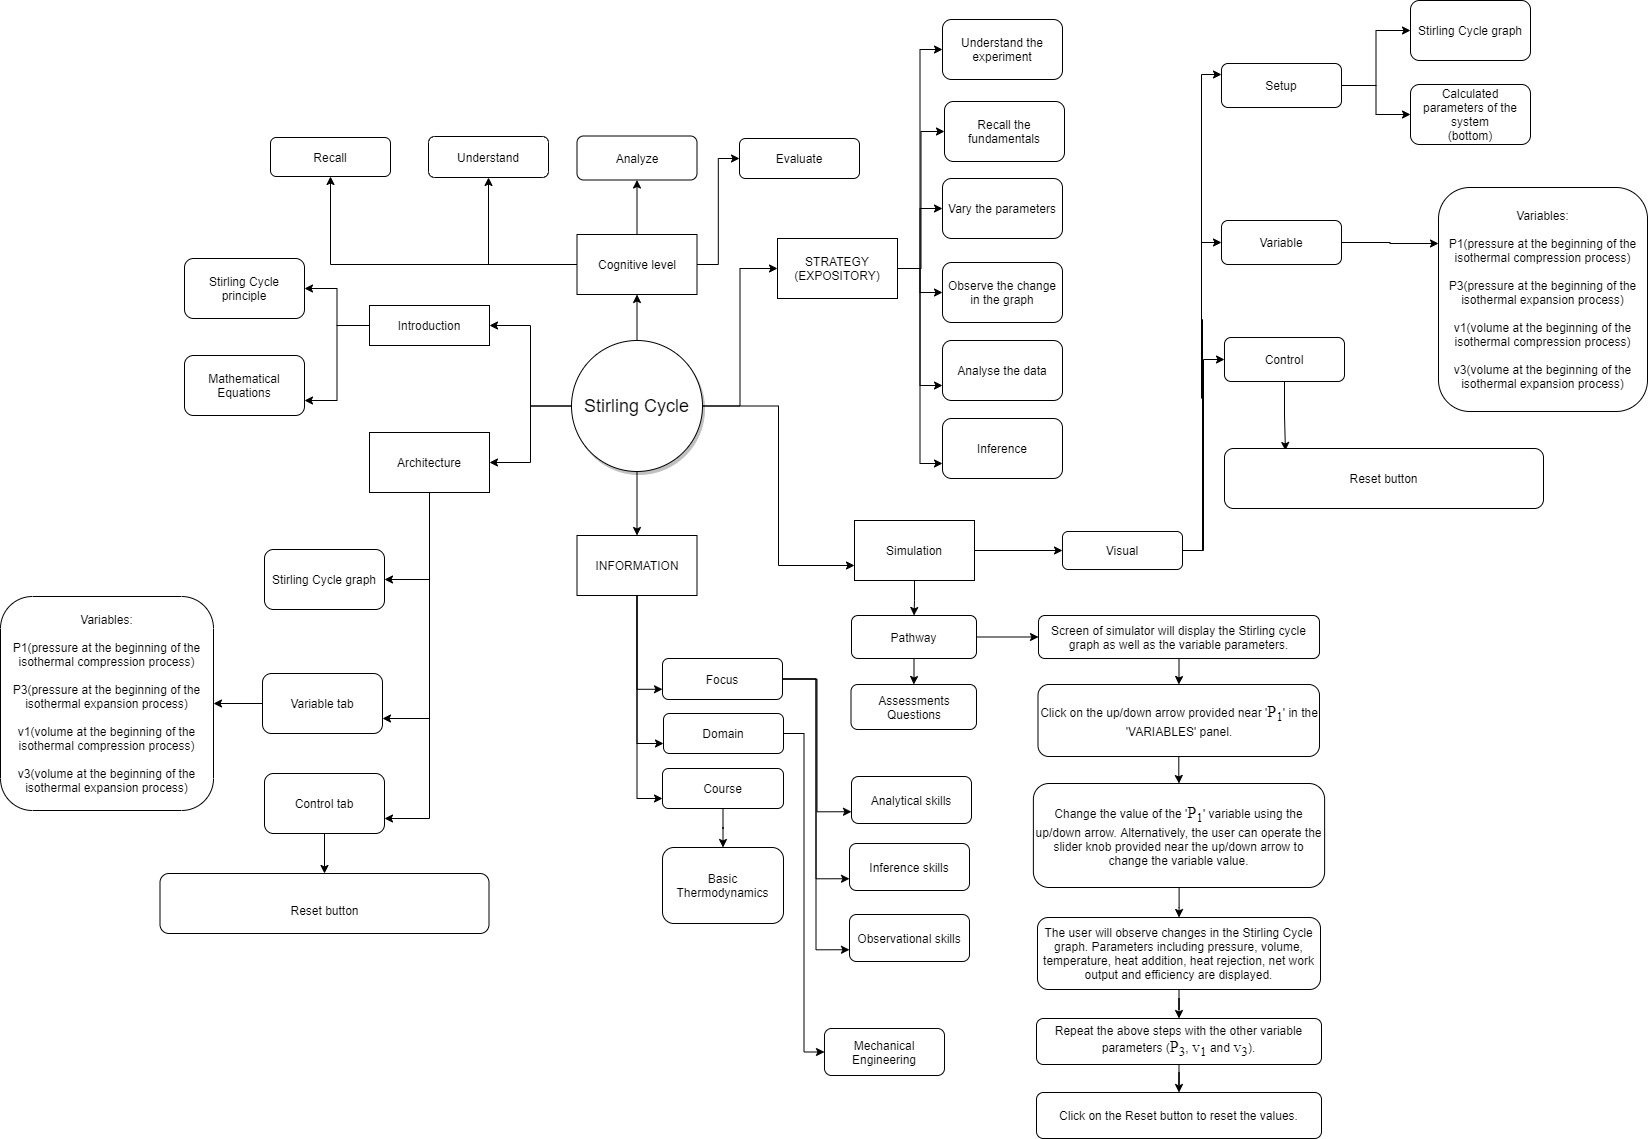 Stirling Cycle
Cognitive level
Recall
Understand
Analyze
Evaluate
Introduction
Stirling Cycle
principle
Mathematical
Equations
Architecture
Stirling Cycle graph
Variable tab
Variables:
P1(pressure at the beginning of the
isothermal compression process)
P3(pressure at the beginning of the
isothermal expansion process)
v1(volume at the beginning of the
isothermal compression process)
v3(volume at the beginning of the
isothermal expansion process)
Control tab
Reset button
STRATEGY
(EXPOSITORY)
Understand the
experiment
Recall the
fundamentals
Vary the parameters
Observe the change
in the graph
Analyse the data
Inference
INFORMATION
Focus
Domain
Course
Basic
Thermodynamics
Analytical skills
Inference skills
Observational skills
Mechanical
Engineering
Simulation
Visual
Setup
Stirling Cycle graph
Calculated
parameters of the
system
(bottom)
Variable
Variables:
P1(pressure at the beginning of the
isothermal compression process)
P3(pressure at the beginning of the
isothermal expansion process)
v1(volume at the beginning of the
isothermal compression process)
v3(volume at the beginning of the
isothermal expansion process)
Control
Reset button
Pathway
Assessments
Questions
Screen of simulator will display the Stirling cycle
graph as well as the variable parameters.
Click on the up/down arrow provided near 'P₁' in the
'VARIABLES' panel.
Change the value of the 'P₁' variable using the
up/down arrow. Alternatively, the user can operate the
slider knob provided near the up/down arrow to
change the variable value.
The user will observe changes in the Stirling Cycle
graph. Parameters including pressure, volume,
temperature, heat addition, heat rejection, net work
output and efficiency are displayed.
Repeat the above steps with the other variable
parameters (P₃, v₁ and v₃).
Click on the Reset button to reset the values.